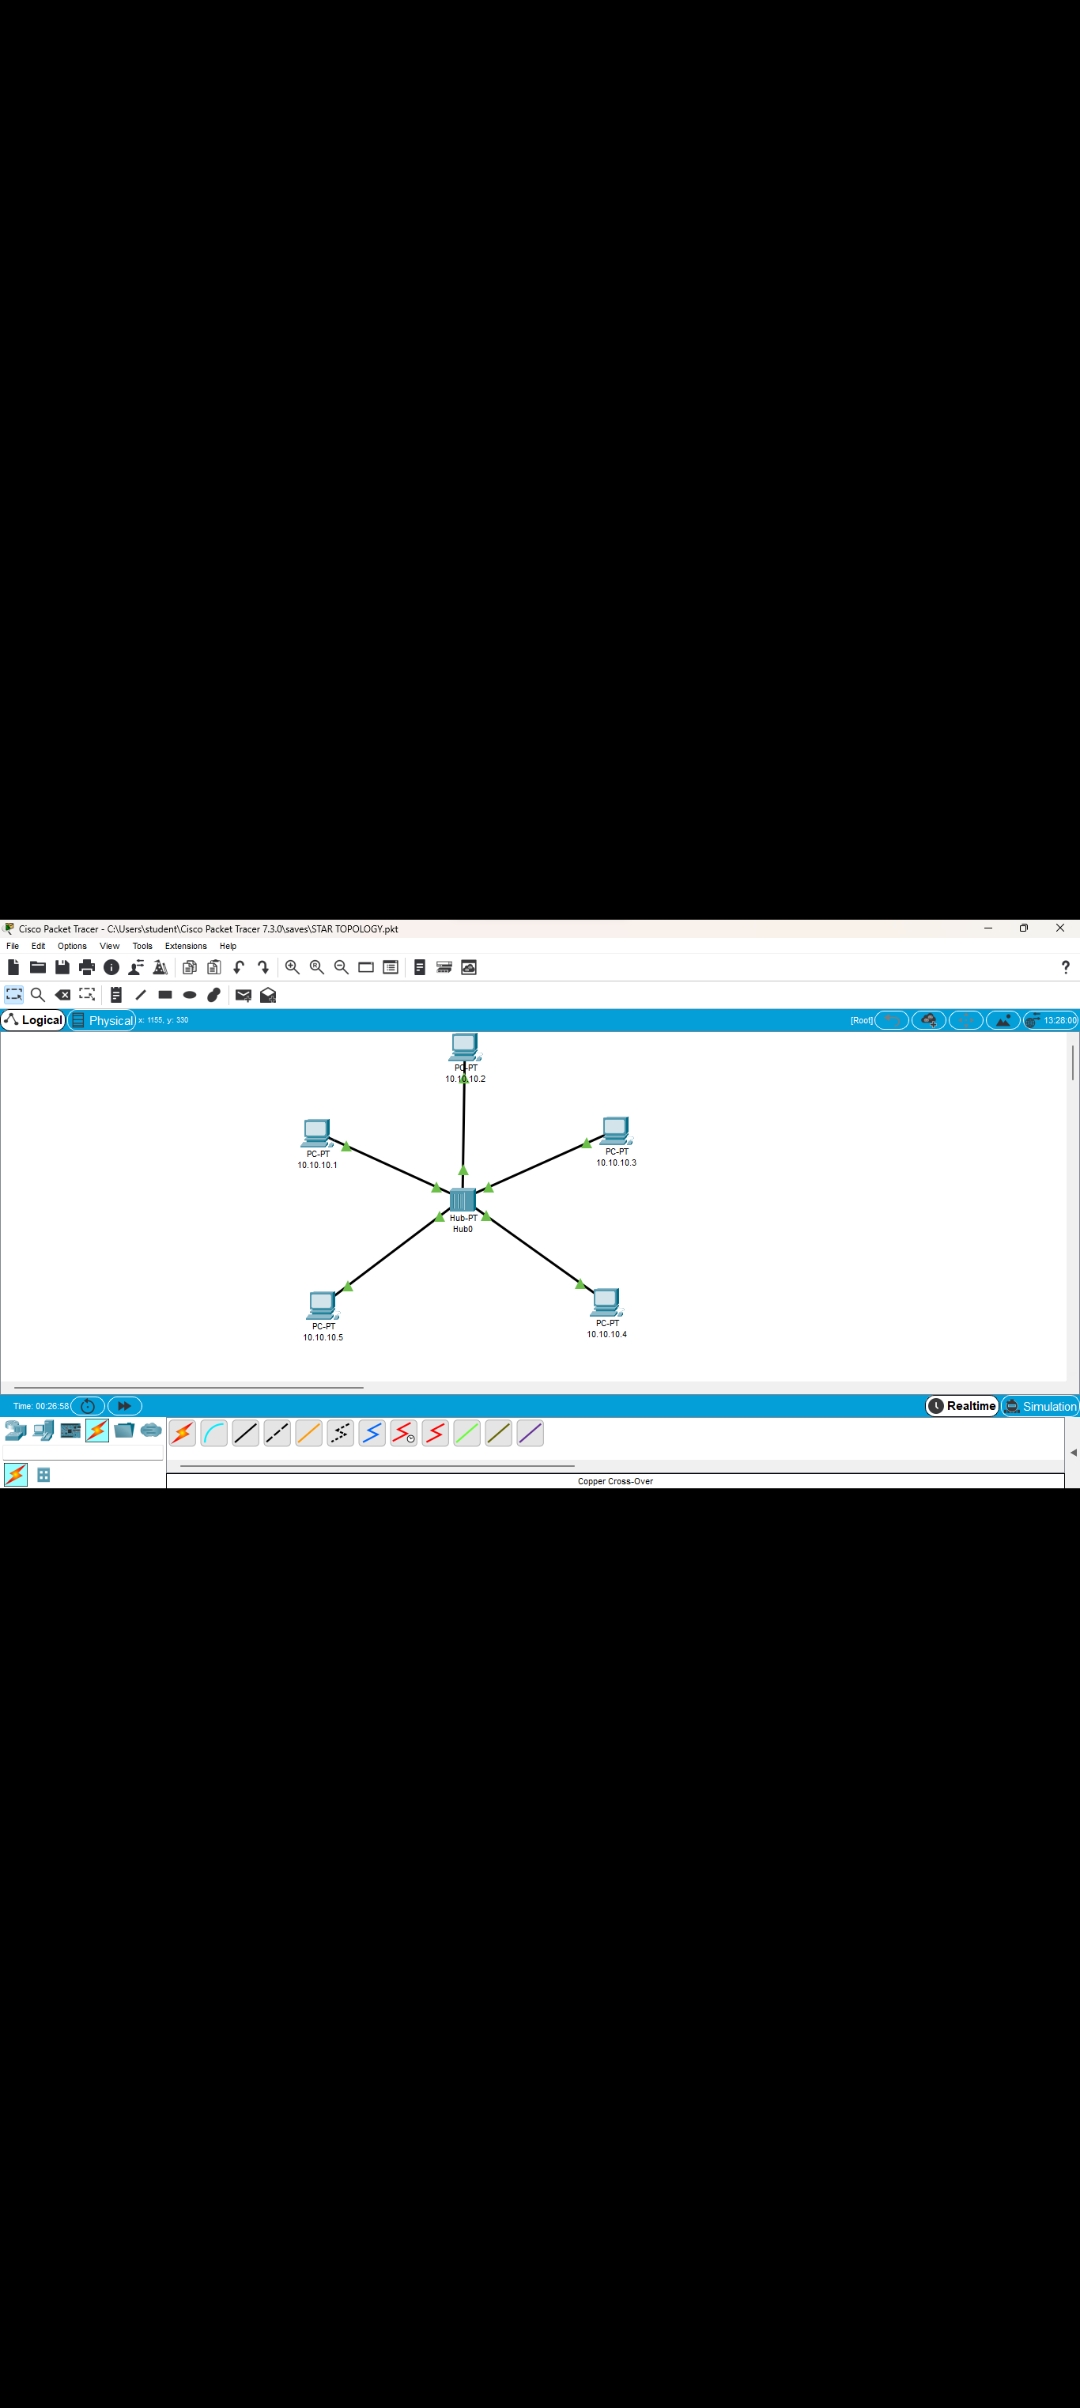 Cisco Packet Tracer - C:\Users\student\Cisco Packet Tracer 7.3.0\saves\STAR TOPOLOGY.pkt
File Edit Options View Tools Extensions Help
Logical Physical x: 1155, y: 330 [Root] 13:28:00
PC-PT
10.10.10.2
PC-PT
10.10.10.1
PC-PT
10.10.10.3
Hub-PT
Hub0
PC-PT
10.10.10.5
PC-PT
10.10.10.4
Time: 00:26:58 Realtime Simulation
Copper Cross-Over